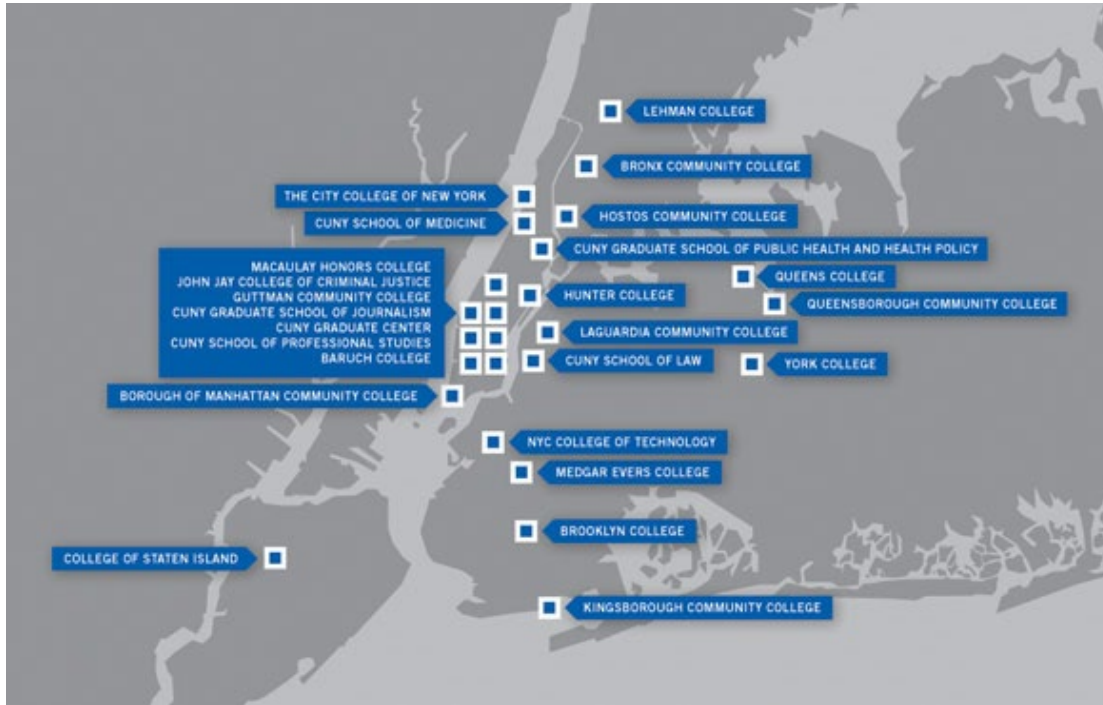 LEHMAN COLLEGE
BRONX COMMUNITY COLLEGE
THE CITY COLLEGE OF NEW YORK
HOSTOS COMMUNITY COLLEGE
CUNY SCHOOL OF MEDICINE
CUNY GRADUATE SCHOOL OF PUBLIC HEALTH AND HEALTH POLICY
MACAULAY HONORS COLLEGE
JOHN JAY COLLEGE OF CRIMINAL JUSTICE
GUTTMAN COMMUNITY COLLEGE
CUNY GRADUATE SCHOOL OF JOURNALISM
CUNY GRADUATE CENTER
CUNY SCHOOL OF PROFESSIONAL STUDIES
BARUCH COLLEGE
QUEENS COLLEGE
HUNTER COLLEGE
QUEENSBOROUGH COMMUNITY COLLEGE
LAGUARDIA COMMUNITY COLLEGE
CUNY SCHOOL OF LAW
YORK COLLEGE
BOROUGH OF MANHATTAN COMMUNITY COLLEGE
NYC COLLEGE OF TECHNOLOGY
MEDGAR EVERS COLLEGE
BROOKLYN COLLEGE
COLLEGE OF STATEN ISLAND
KINGSBOROUGH COMMUNITY COLLEGE